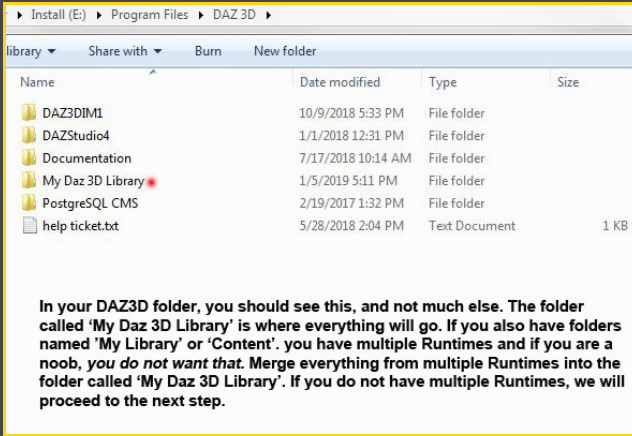 Install (E:) ▸ Program Files ▸ DAZ 3D ▸
library Share with Burn New folder
Name Date modified Type Size
DAZ3DIM1 10/9/2018 5:33 PM File folder
DAZStudio4 1/1/2018 12:31 PM File folder
Documentation 7/17/2018 10:14 AM File folder
My Daz 3D Library 1/5/2019 5:11 PM File folder
PostgreSQL CMS 2/19/2017 1:32 PM File folder
help ticket.txt 5/28/2018 2:04 PM Text Document 1 KB
In your DAZ3D folder, you should see this, and not much else. The folder
called ‘My Daz 3D Library’ is where everything will go. If you also have folders
named ’My Library’ or ‘Content’. you have multiple Runtimes and if you are a
noob, you do not want that. Merge everything from multiple Runtimes into the
folder called ‘My Daz 3D Library’. If you do not have multiple Runtimes, we will
proceed to the next step.